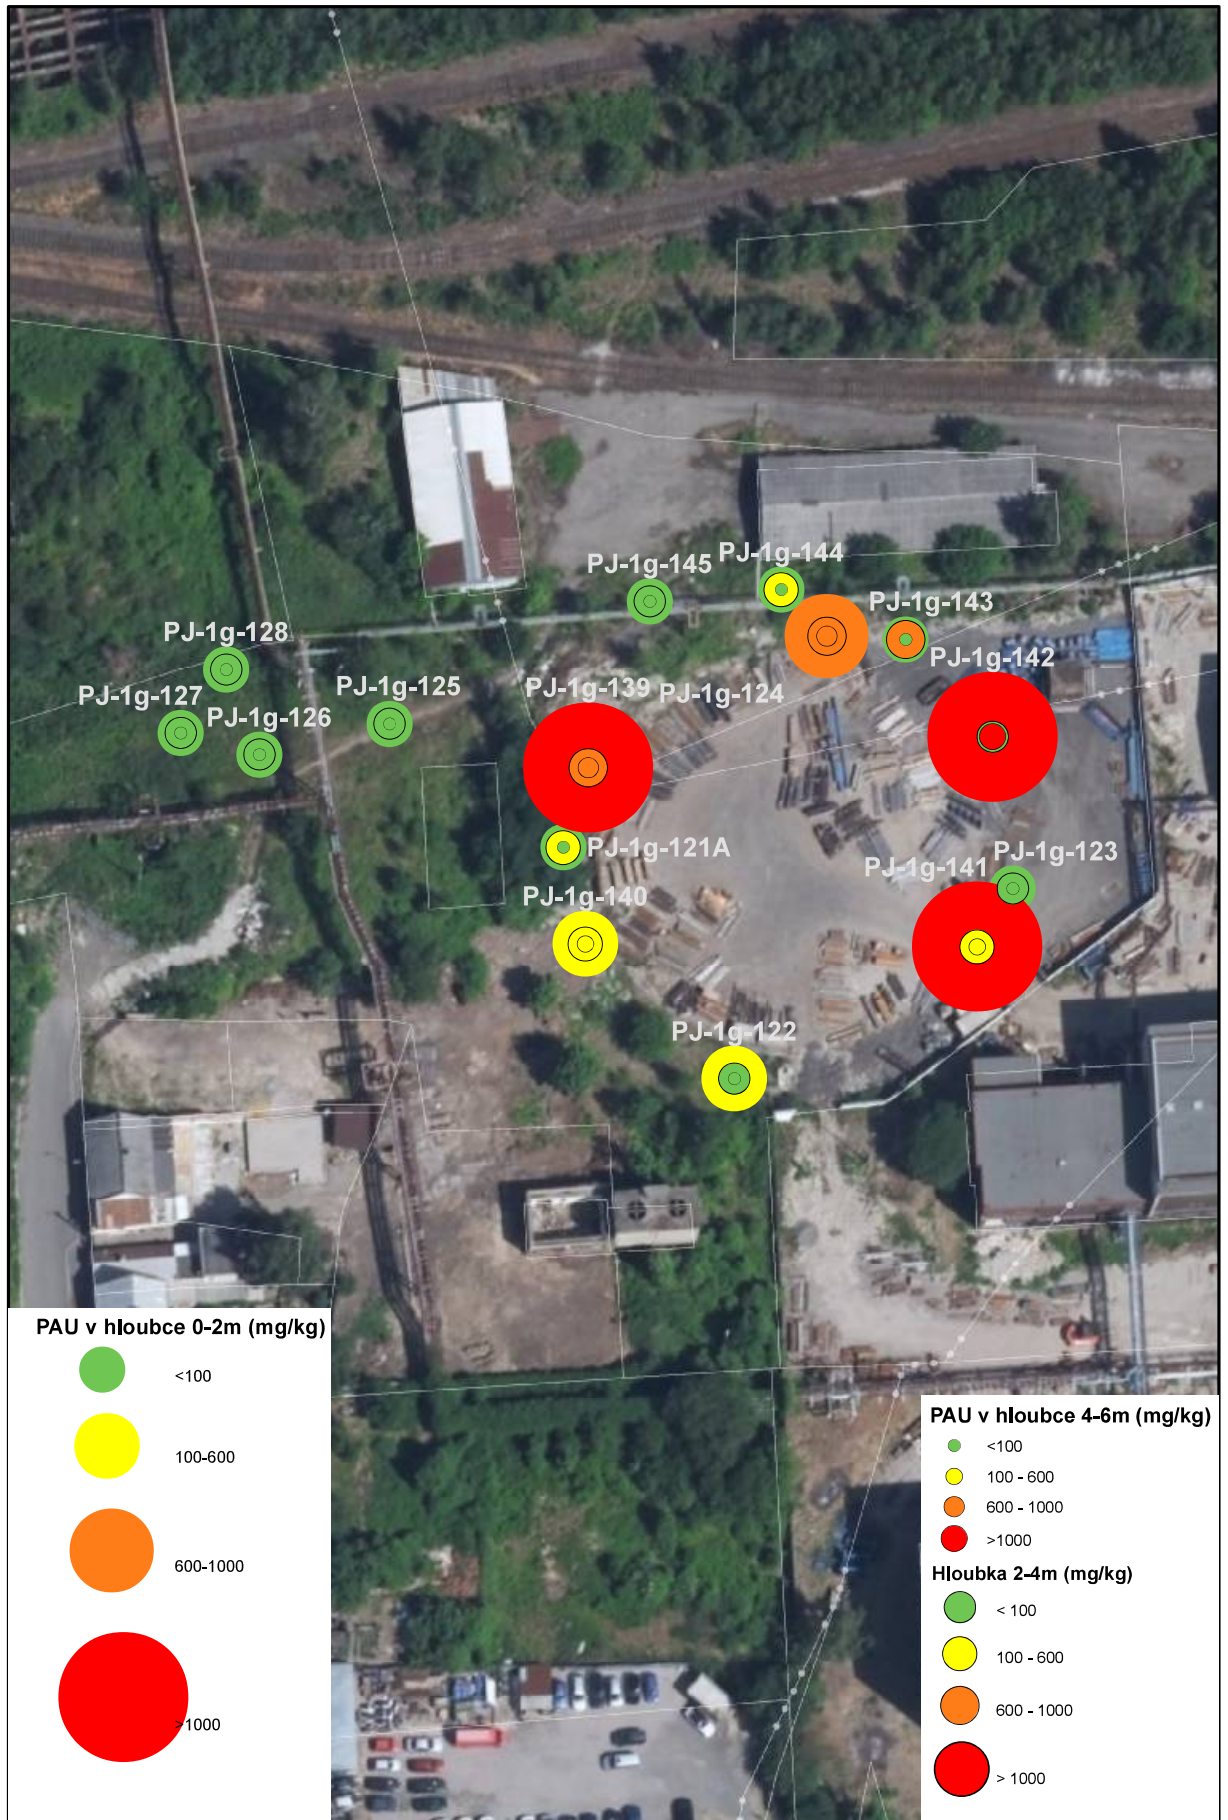 PJ-1g-145
PJ-1g-144
PJ-1g-143
PJ-1g-128
PJ-1g-142
PJ-1g-127
PJ-1g-125
PJ-1g-139
PJ-1g-124
PJ-1g-126
PJ-1g-121A
PJ-1g-123
PJ-1g-141
PJ-1g-140
PJ-1g-122
PAU v hloubce 0-2m (mg/kg)
<100
100-600
600-1000
>1000
PAU v hloubce 4-6m (mg/kg)
<100
100 - 600
600 - 1000
>1000
Hloubka 2-4m (mg/kg)
< 100
100 - 600
600 - 1000
> 1000